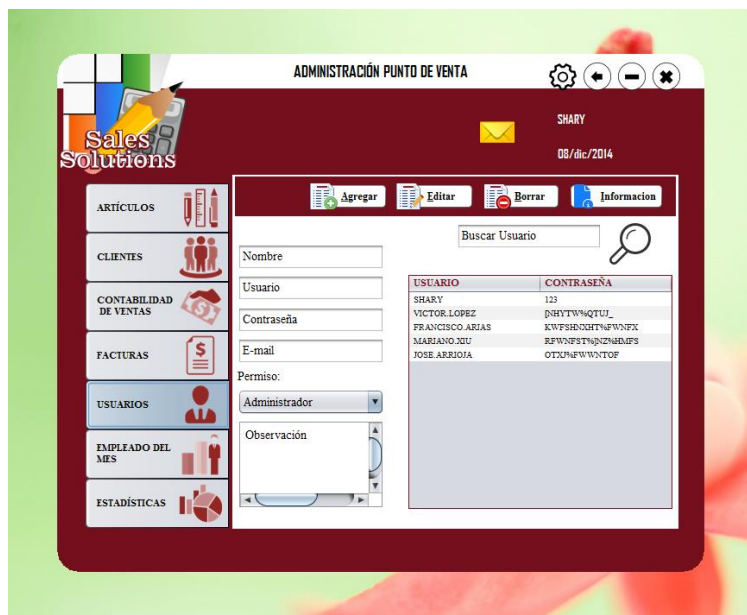 ADMINISTRACIÓN PUNTO DE VENTA
Sales
Solutions
SHARY
08/dic/2014
ARTÍCULOS
CLIENTES
CONTABILIDAD
DE VENTAS
FACTURAS
USUARIOS
EMPLEADO DEL
MES
ESTADÍSTICAS
Agregar Editar Borrar Informacion
Buscar Usuario
Nombre
Usuario
Contraseña
E-mail
Permiso:
Administrador
Observación
USUARIO CONTRASEÑA
SHARY 123
VICTOR.LOPEZ
FRANCISCO.ARIAS KWFSHNXHT%FWNFX
MARIANO.XIU RFWNFST%]NZ%HMFS
JOSE.ARRIOJA OTXJ%FWWNTOF